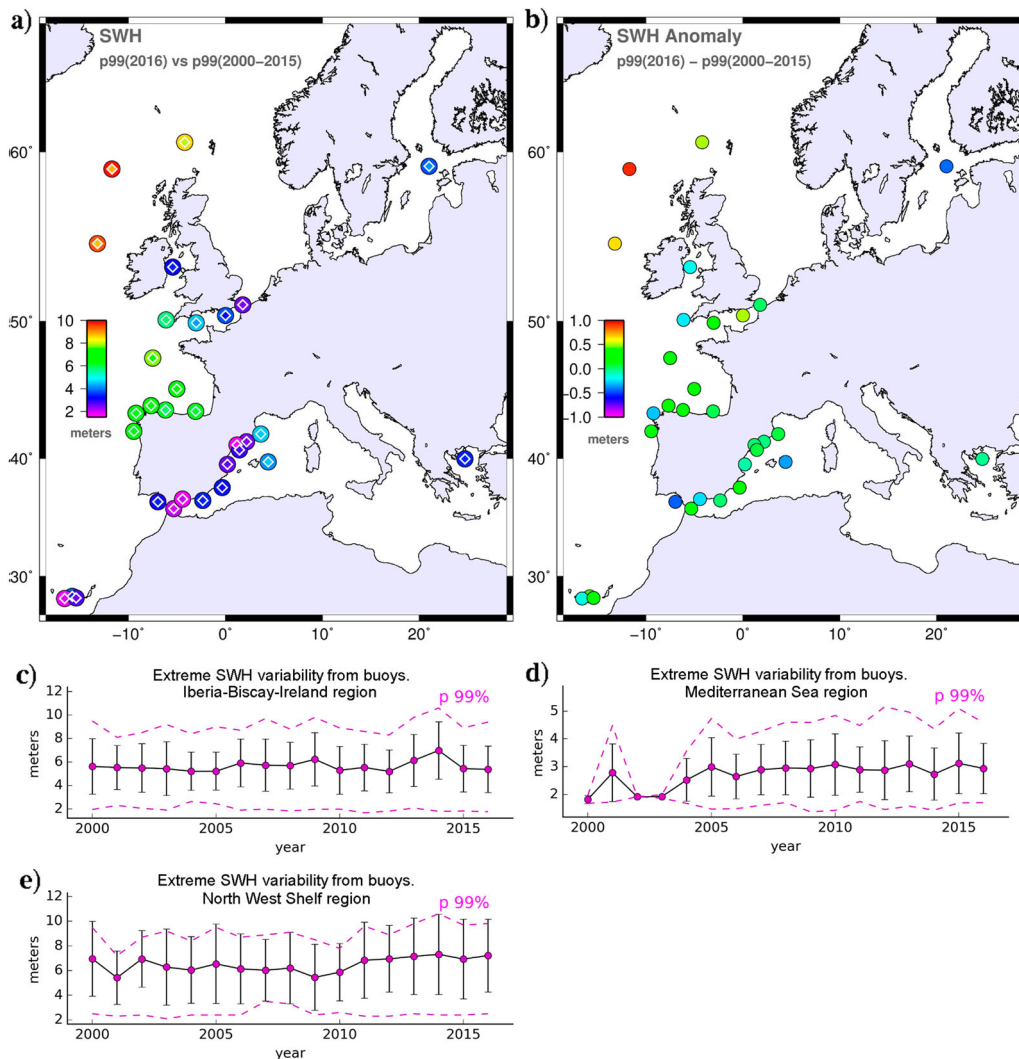 a)
SWH
p99(2016) vs p99(2000−2015)
60˚
50˚
40˚
30˚
10
8
6
4
2
meters
−10˚
0˚
10˚
20˚
b)
SWH Anomaly
p99(2016) − p99(2000−2015)
60˚
50˚
40˚
30˚
1.0
0.5
0.0
−0.5
−1.0
meters
−10˚
0˚
10˚
20˚
c)
Extreme SWH variability from buoys.
Iberia-Biscay-Ireland region
p 99%
meters
12
10
8
6
4
2
2000
2005
2010
2015
year
d)
Extreme SWH variability from buoys.
Mediterranean Sea region
p 99%
meters
5
4
3
2
2000
2005
2010
2015
year
e)
Extreme SWH variability from buoys.
North West Shelf region
p 99%
meters
12
10
8
6
4
2
2000
2005
2010
2015
year